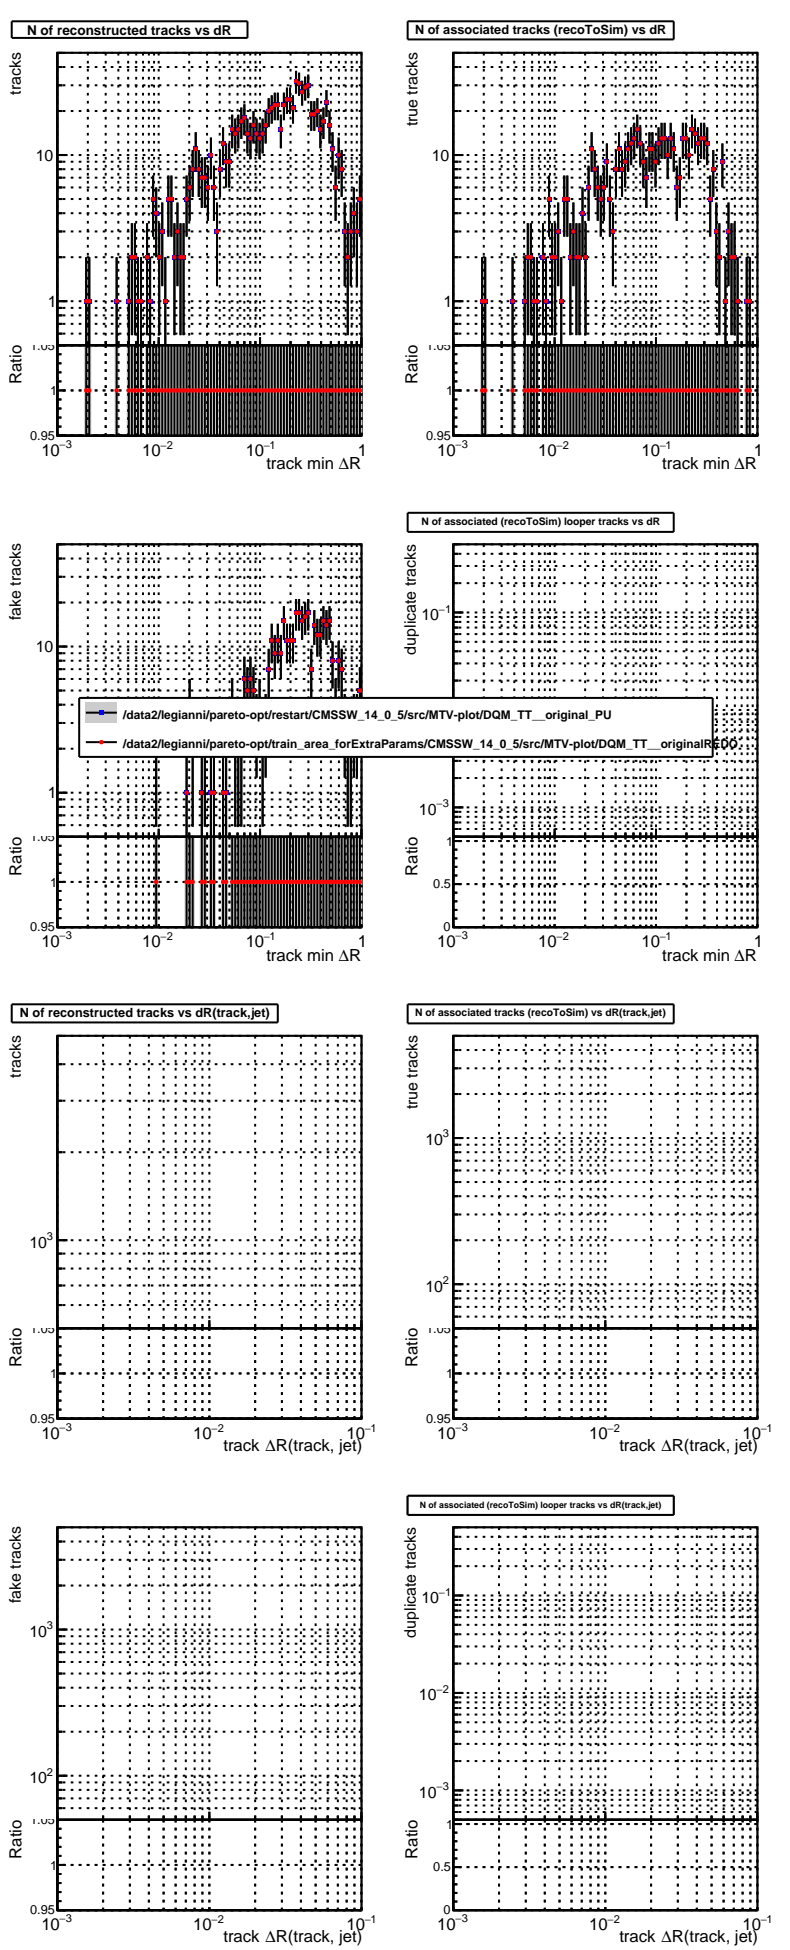 N of reconstructed tracks vs dR
N of associated tracks (recoToSim) vs dR
tracks
10
1
Ratio
1.05
1
0.95
10⁻³
10⁻²
10⁻¹
1
track min ΔR
true tracks
10
1
Ratio
1.05
1
0.95
10⁻³
10⁻²
10⁻¹
1
track min ΔR
N of associated (recoToSim) looper tracks vs dR
fake tracks
10
1
Ratio
1.05
1
0.95
10⁻³
10⁻²
10⁻¹
1
track min ΔR
duplicate tracks
10⁻¹
10⁻³
Ratio
1
0.5
0
10⁻³
10⁻²
10⁻¹
1
track min ΔR
/data2/legianni/pareto-opt/restart/CMSSW_14_0_5/src/MTV-plot/DQM_TT__original_PU
/data2/legianni/pareto-opt/train_area_forExtraParams/CMSSW_14_0_5/src/MTV-plot/DQM_TT__originalREDO
N of reconstructed tracks vs dR(track,jet)
N of associated tracks (recoToSim) vs dR(track,jet)
tracks
10³
Ratio
1.05
1
0.95
10⁻³
10⁻²
10⁻¹
track ΔR(track, jet)
true tracks
10³
10²
Ratio
1.05
1
0.95
10⁻³
10⁻²
10⁻¹
track ΔR(track, jet)
N of associated (recoToSim) looper tracks vs dR(track,jet)
fake tracks
10³
10²
Ratio
1.05
1
0.95
10⁻³
10⁻²
10⁻¹
track ΔR(track, jet)
duplicate tracks
10⁻¹
10⁻²
10⁻³
Ratio
1
0.5
0
10⁻³
10⁻²
10⁻¹
track ΔR(track, jet)